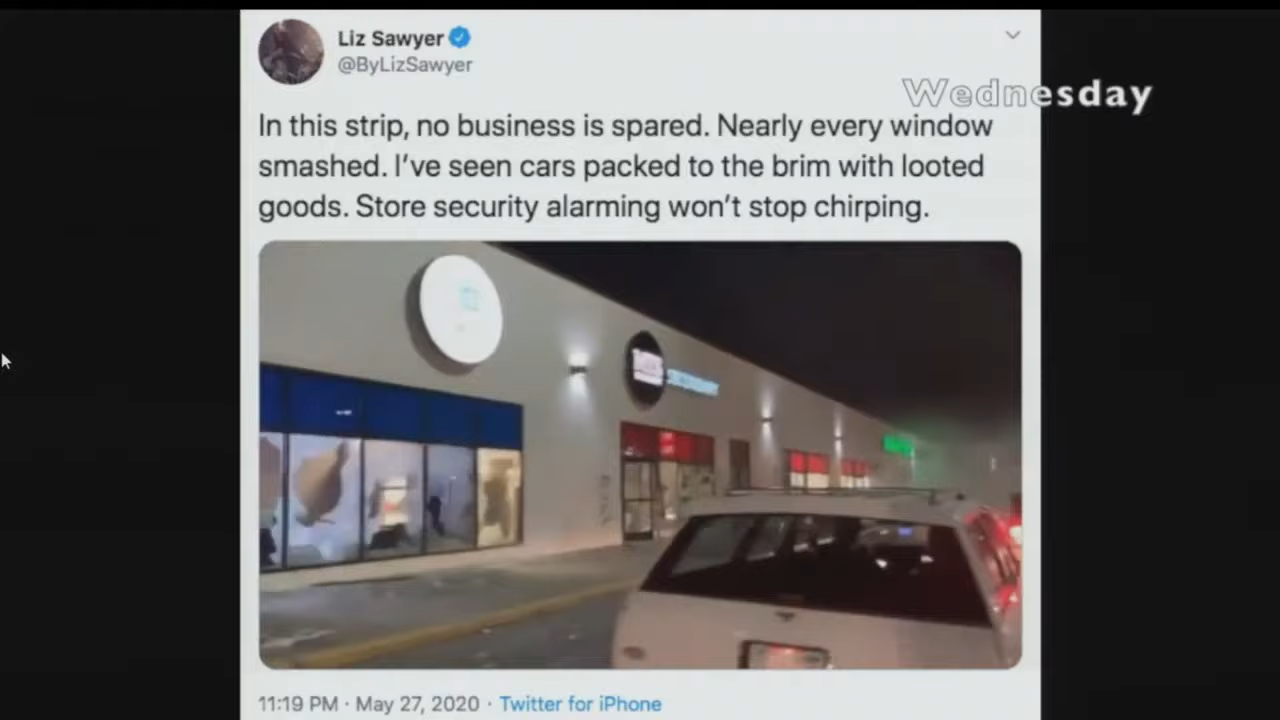 Liz Sawyer
@ByLizSawyer
Wednesday
In this strip, no business is spared. Nearly every window
smashed. I've seen cars packed to the brim with looted
goods. Store security alarming won't stop chirping.
11:19 PM · May 27, 2020 · Twitter for iPhone